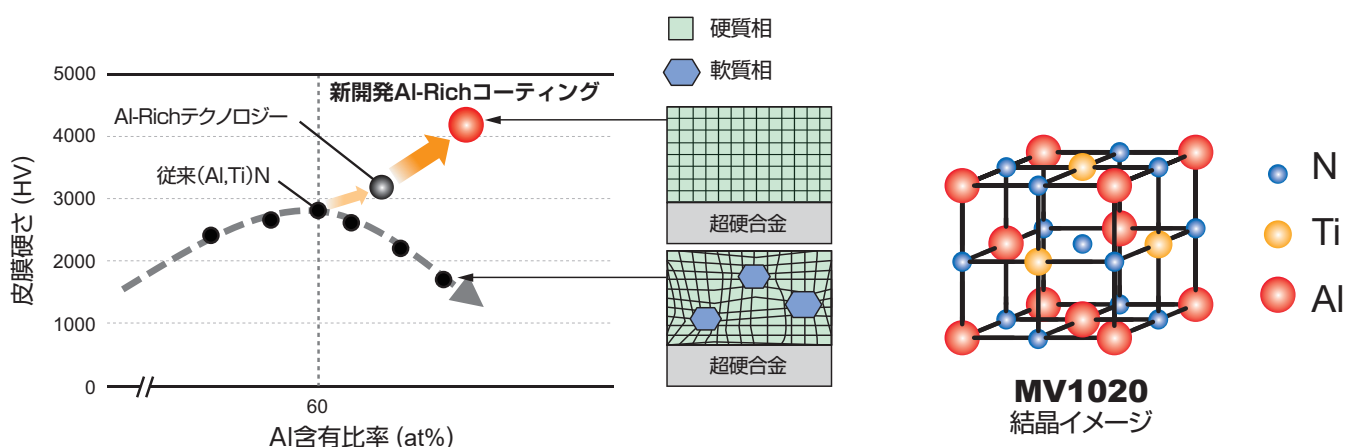 硬質相
軟質相
5000
4000
3000
2000
1000
0
皮膜硬さ (HV)
新開発Al-Richコーティング
Al-Richテクノロジー
従来(Al,Ti)N
60
Al含有比率 (at%)
超硬合金
超硬合金
N
Ti
Al
MV1020
結晶イメージ